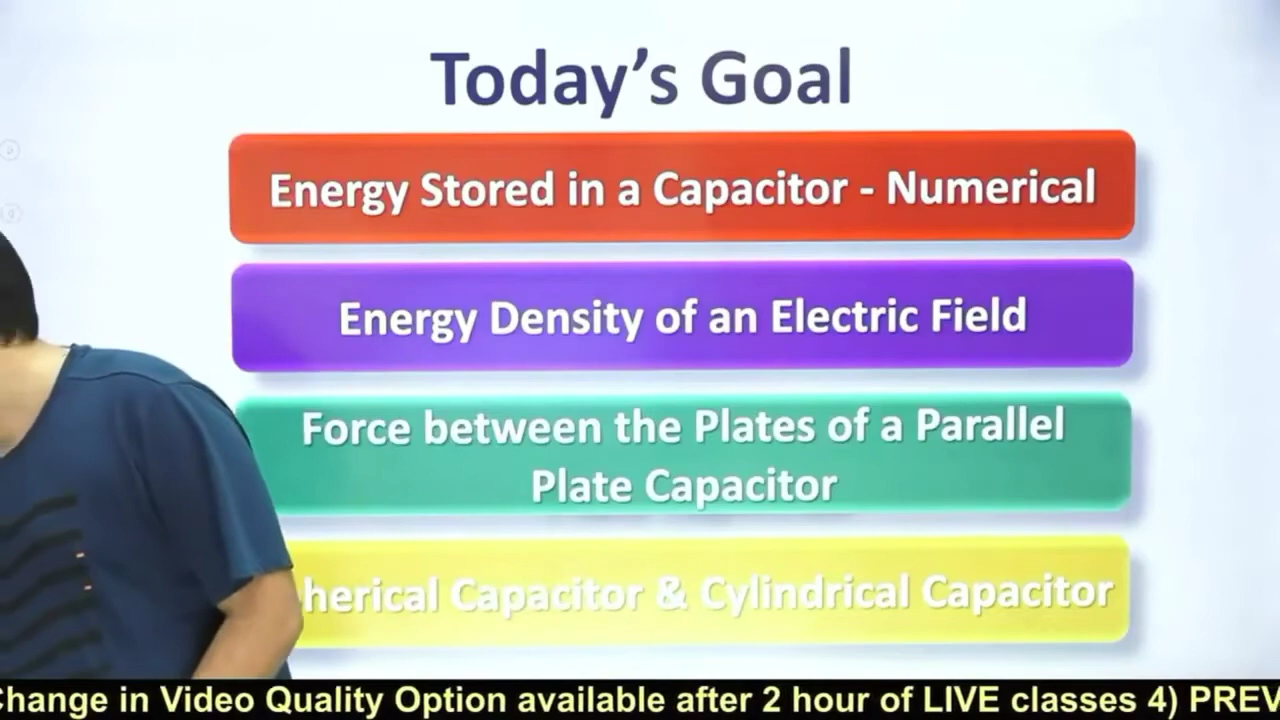 Today's Goal
Energy Stored in a Capacitor - Numerical
Energy Density of an Electric Field
Force between the Plates of a Parallel
Plate Capacitor
herical Capacitor & Cylindrical Capacitor
Change in Video Quality Option available after 2 hour of LIVE classes 4) PREV